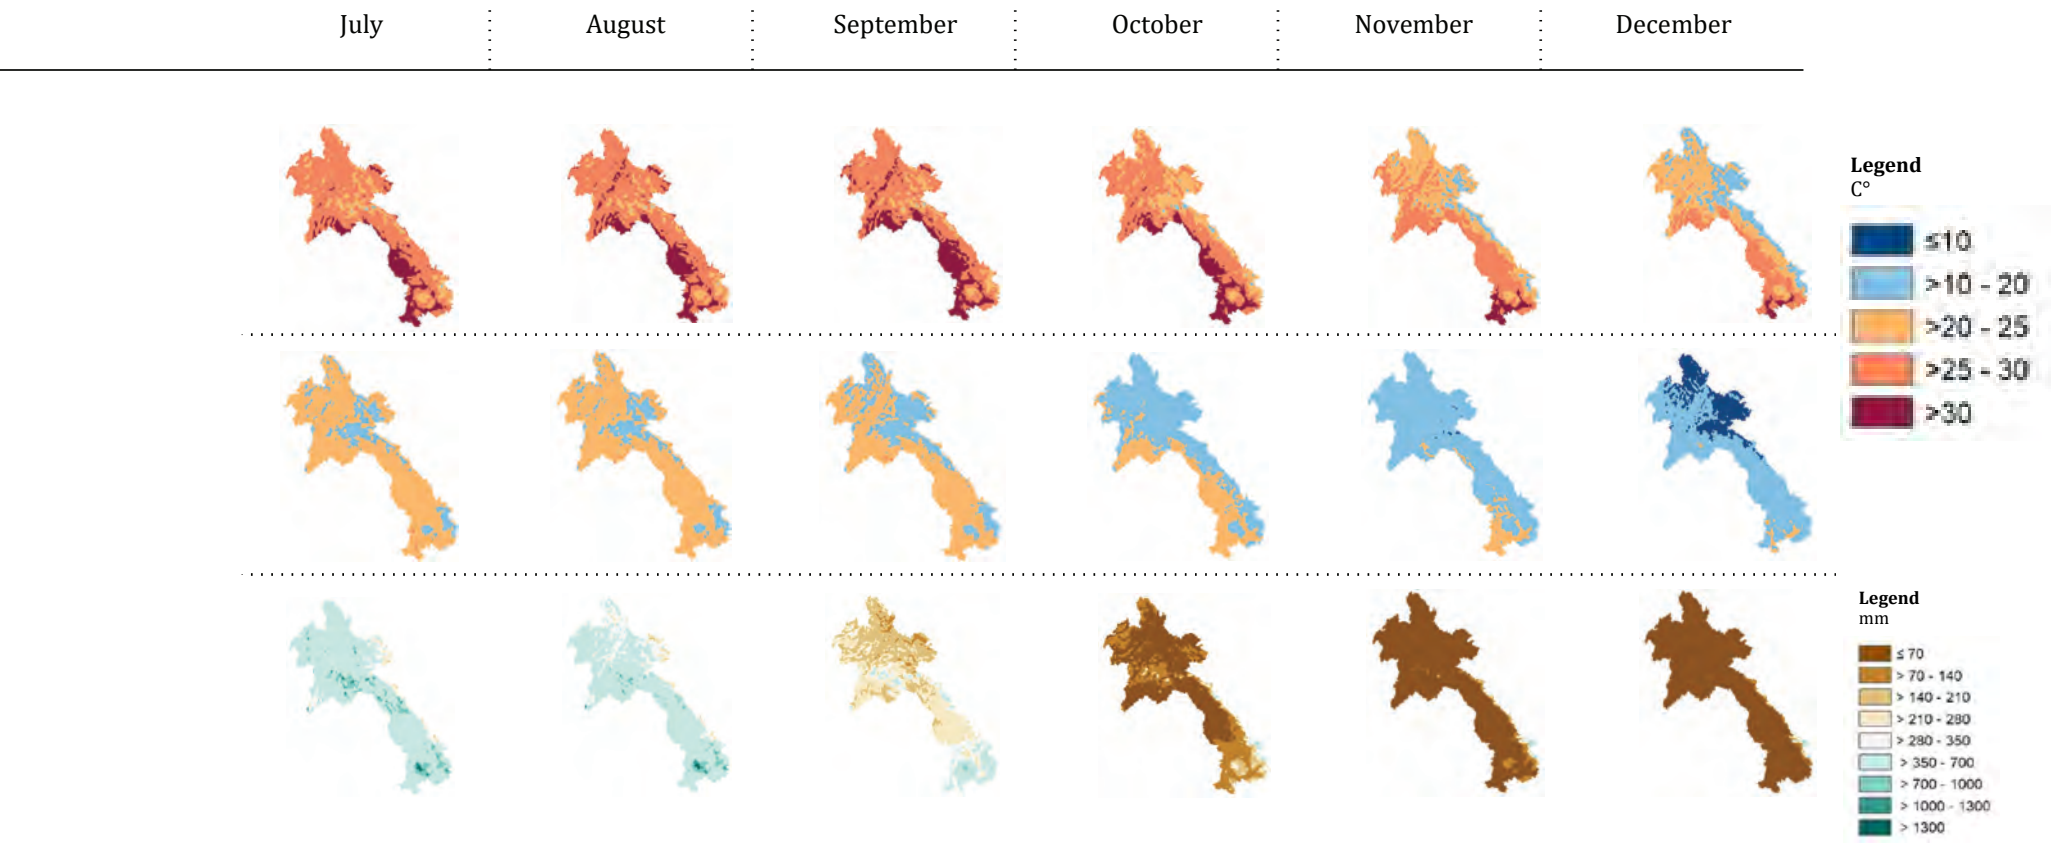 July August September October November December
Legend
C°
≤10
>10 - 20
>20 - 25
>25 - 30
>30
Legend
mm
≤ 70
> 70 - 140
> 140 - 210
> 210 - 280
> 280 - 350
> 350 - 700
> 700 - 1000
> 1000 - 1300
> 1300